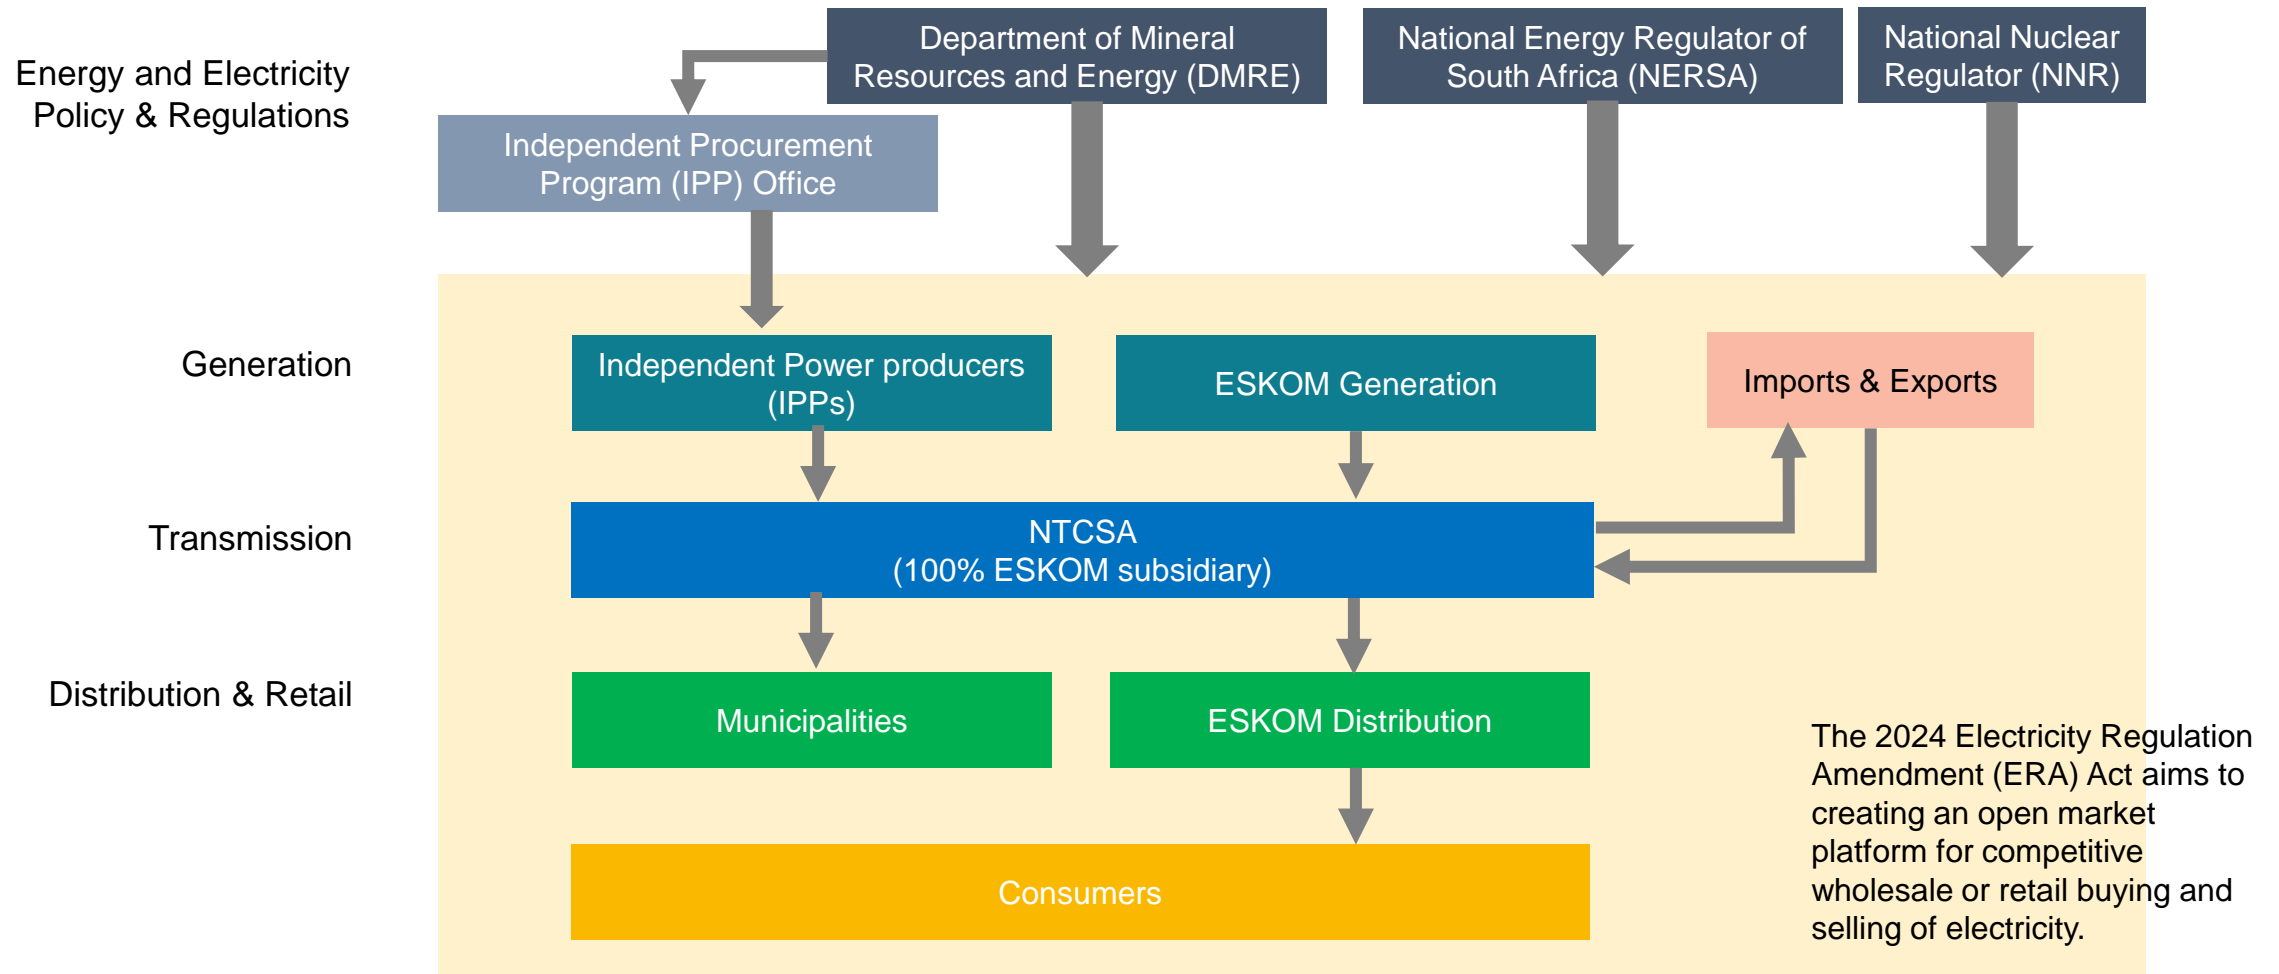 Energy and Electricity
Policy & Regulations
Department of Mineral
Resources and Energy (DMRE)
National Energy Regulator of
South Africa (NERSA)
National Nuclear
Regulator (NNR)
Independent Procurement
Program (IPP) Office
Generation
Independent Power producers
(IPPs)
ESKOM Generation
Imports & Exports
Transmission
NTCSA
(100% ESKOM subsidiary)
Distribution & Retail
Municipalities
ESKOM Distribution
Consumers
The 2024 Electricity Regulation
Amendment (ERA) Act aims to
creating an open market
platform for competitive
wholesale or retail buying and
selling of electricity.